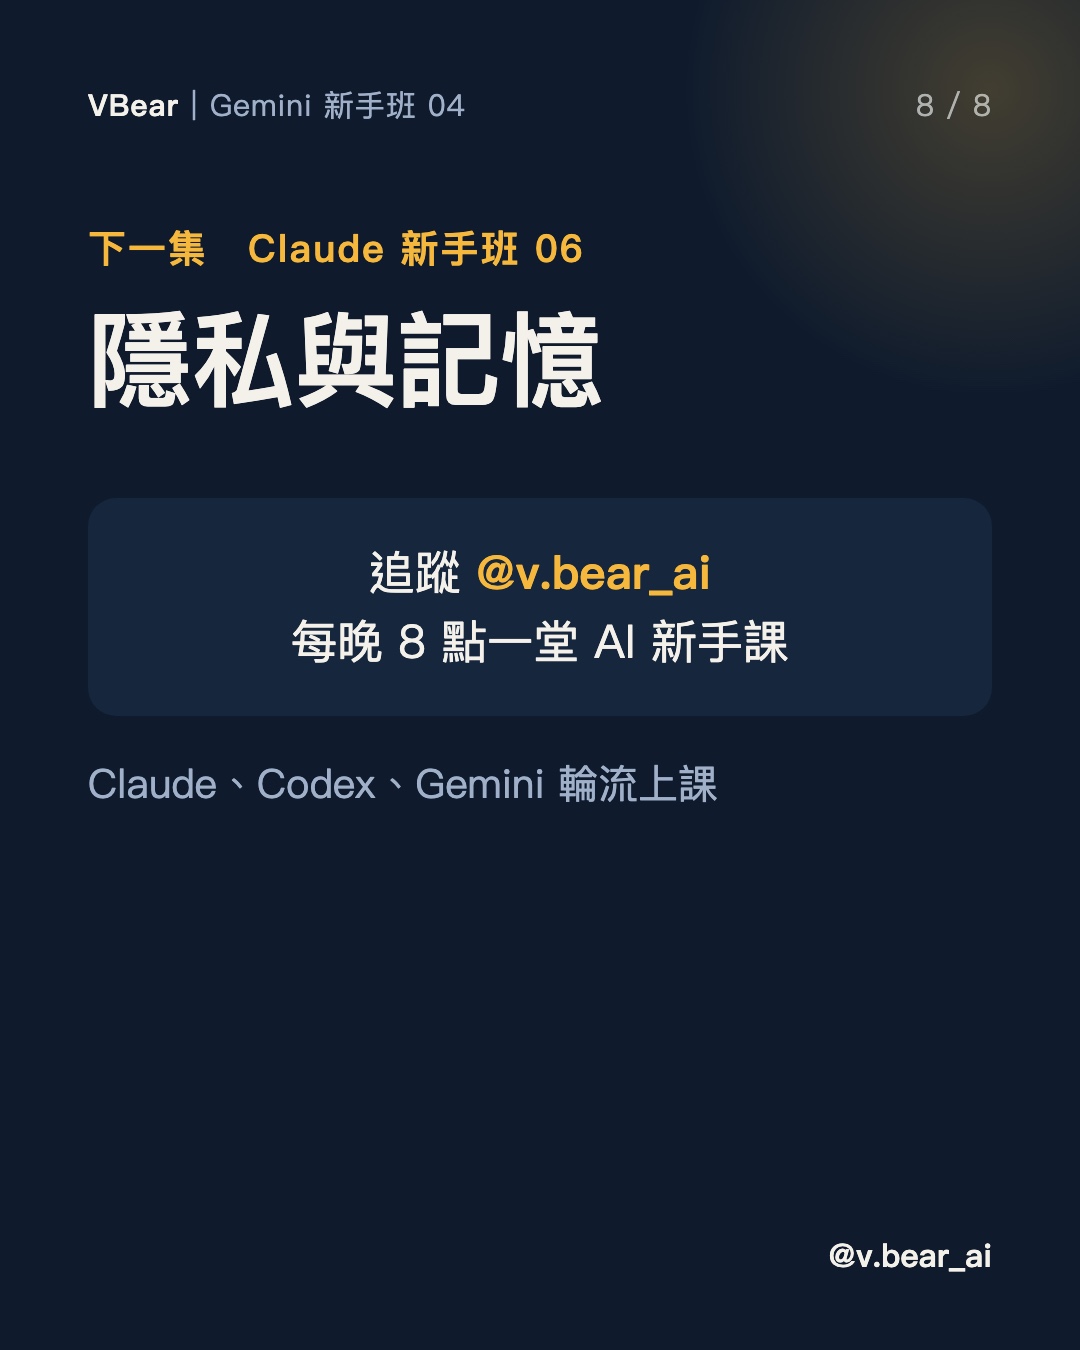 VBear | Gemini 新手班 04
8 / 8
下一集 Claude 新手班 06
隱私與記憶
追蹤 @v.bear_ai
每晚 8 點一堂 AI 新手課
Claude、Codex、Gemini 輪流上課
@v.bear_ai